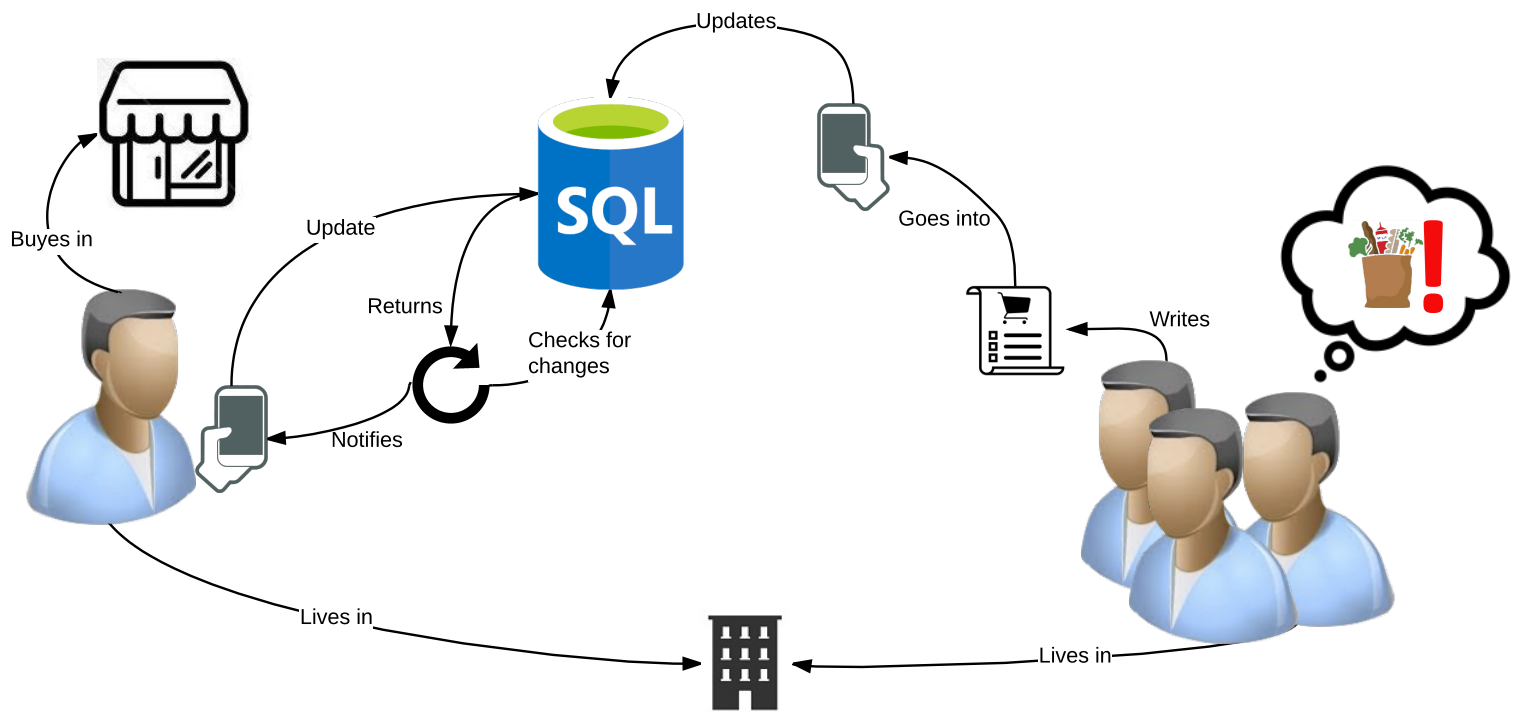 Updates
Buyes in
Update
SQL
Goes into
Returns
Checks for
changes
Writes
Notifies
Lives in
Lives in